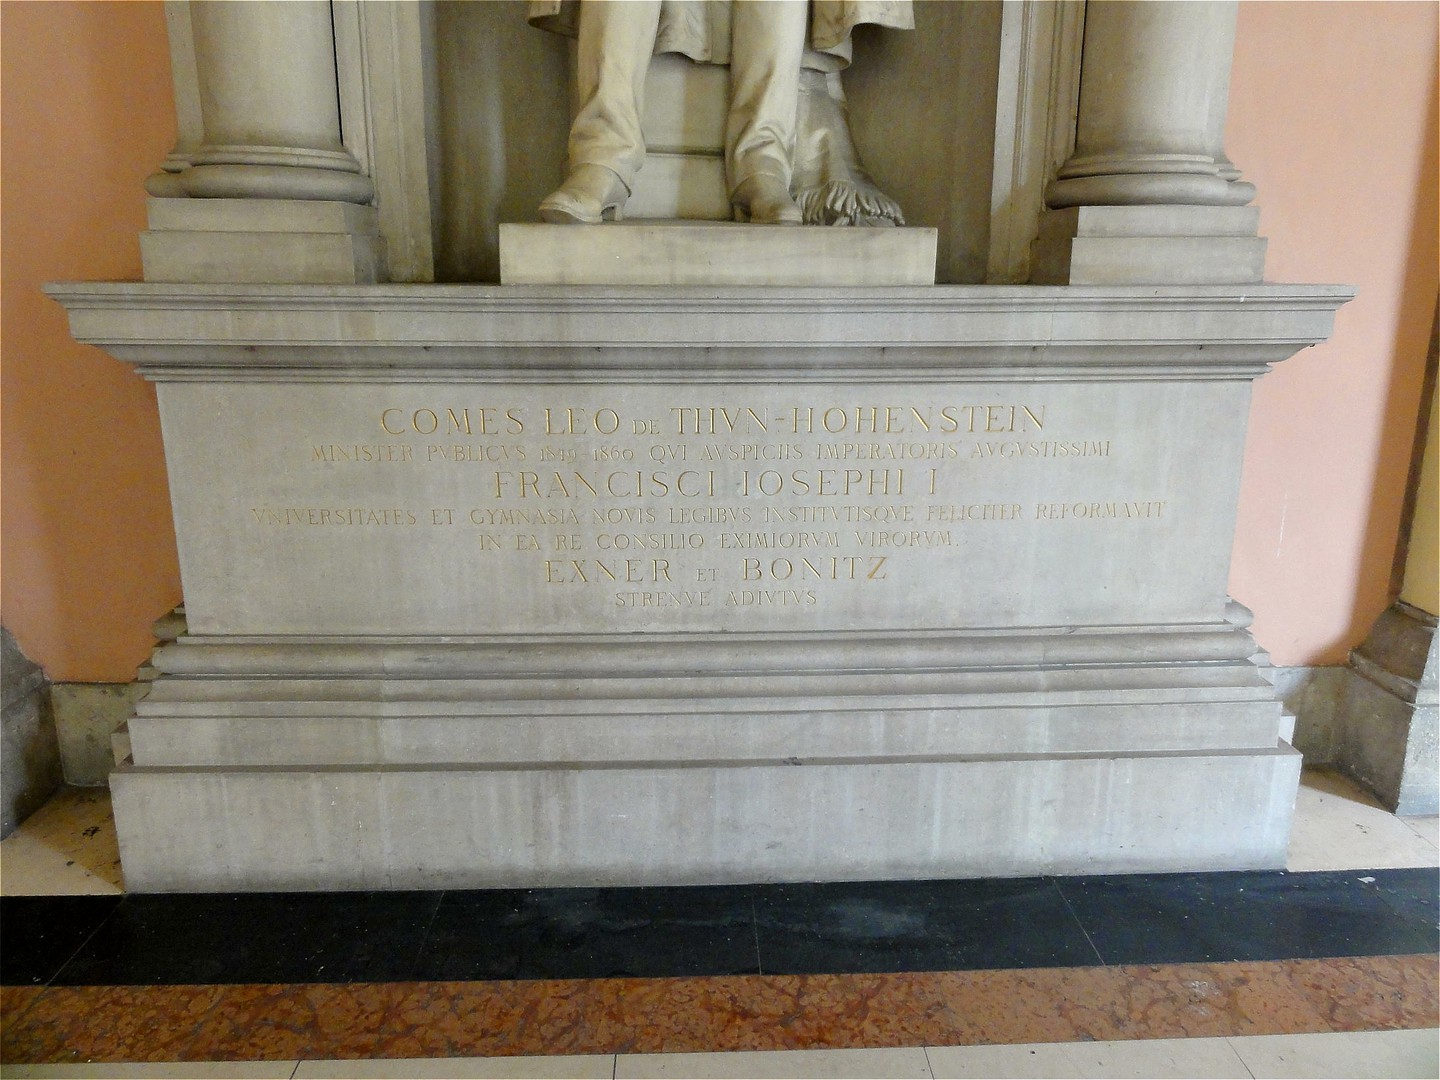 COMES LEO DE THVN-HOHENSTEIN
MINISTER PVBLICVS 1849-1860 QVI AVSPICIIS IMPERATORIS AVGVSTISSIMI
FRANCISCI IOSEPHI I
VNIVERSITATES ET GYMNASIA NOVIS LEGIBVS INSTITVTISQVE FELICITER REFORMAVIT
IN EA RE CONSILIO EXIMIORVM VIRORVM.
EXNER ET BONITZ
STRENVE ADIVTVS